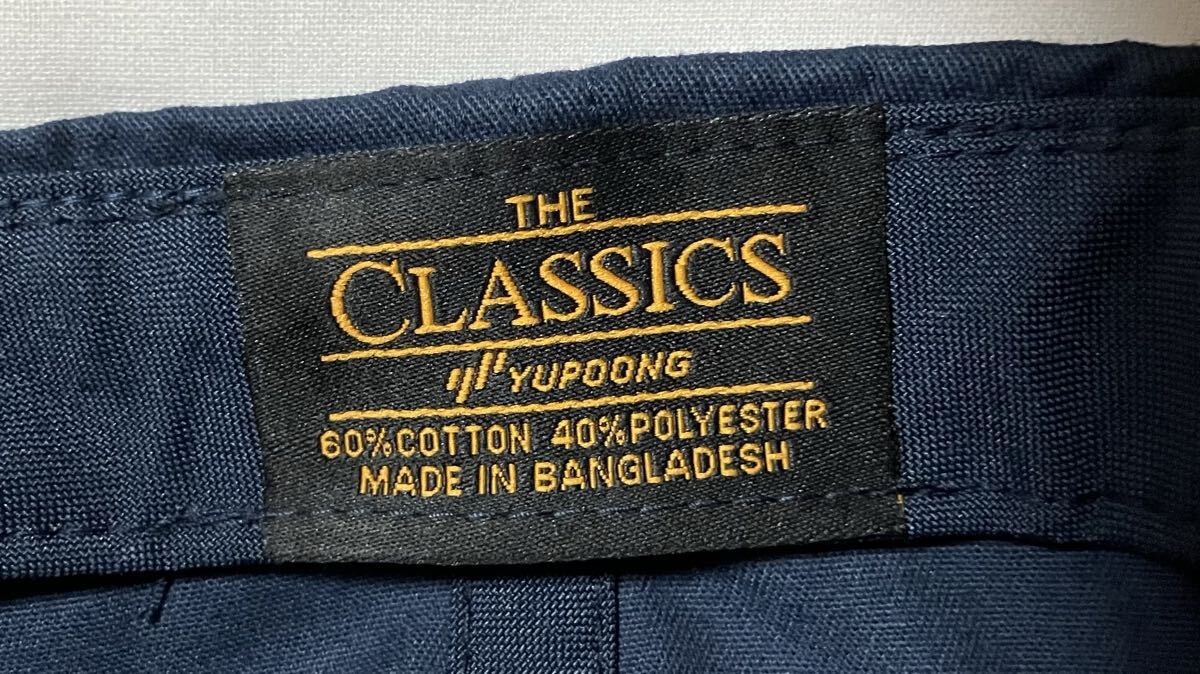 THE
CLASSICS
YUPOONG
60%COTTON 40%POLYESTER
MADE IN BANGLADESH